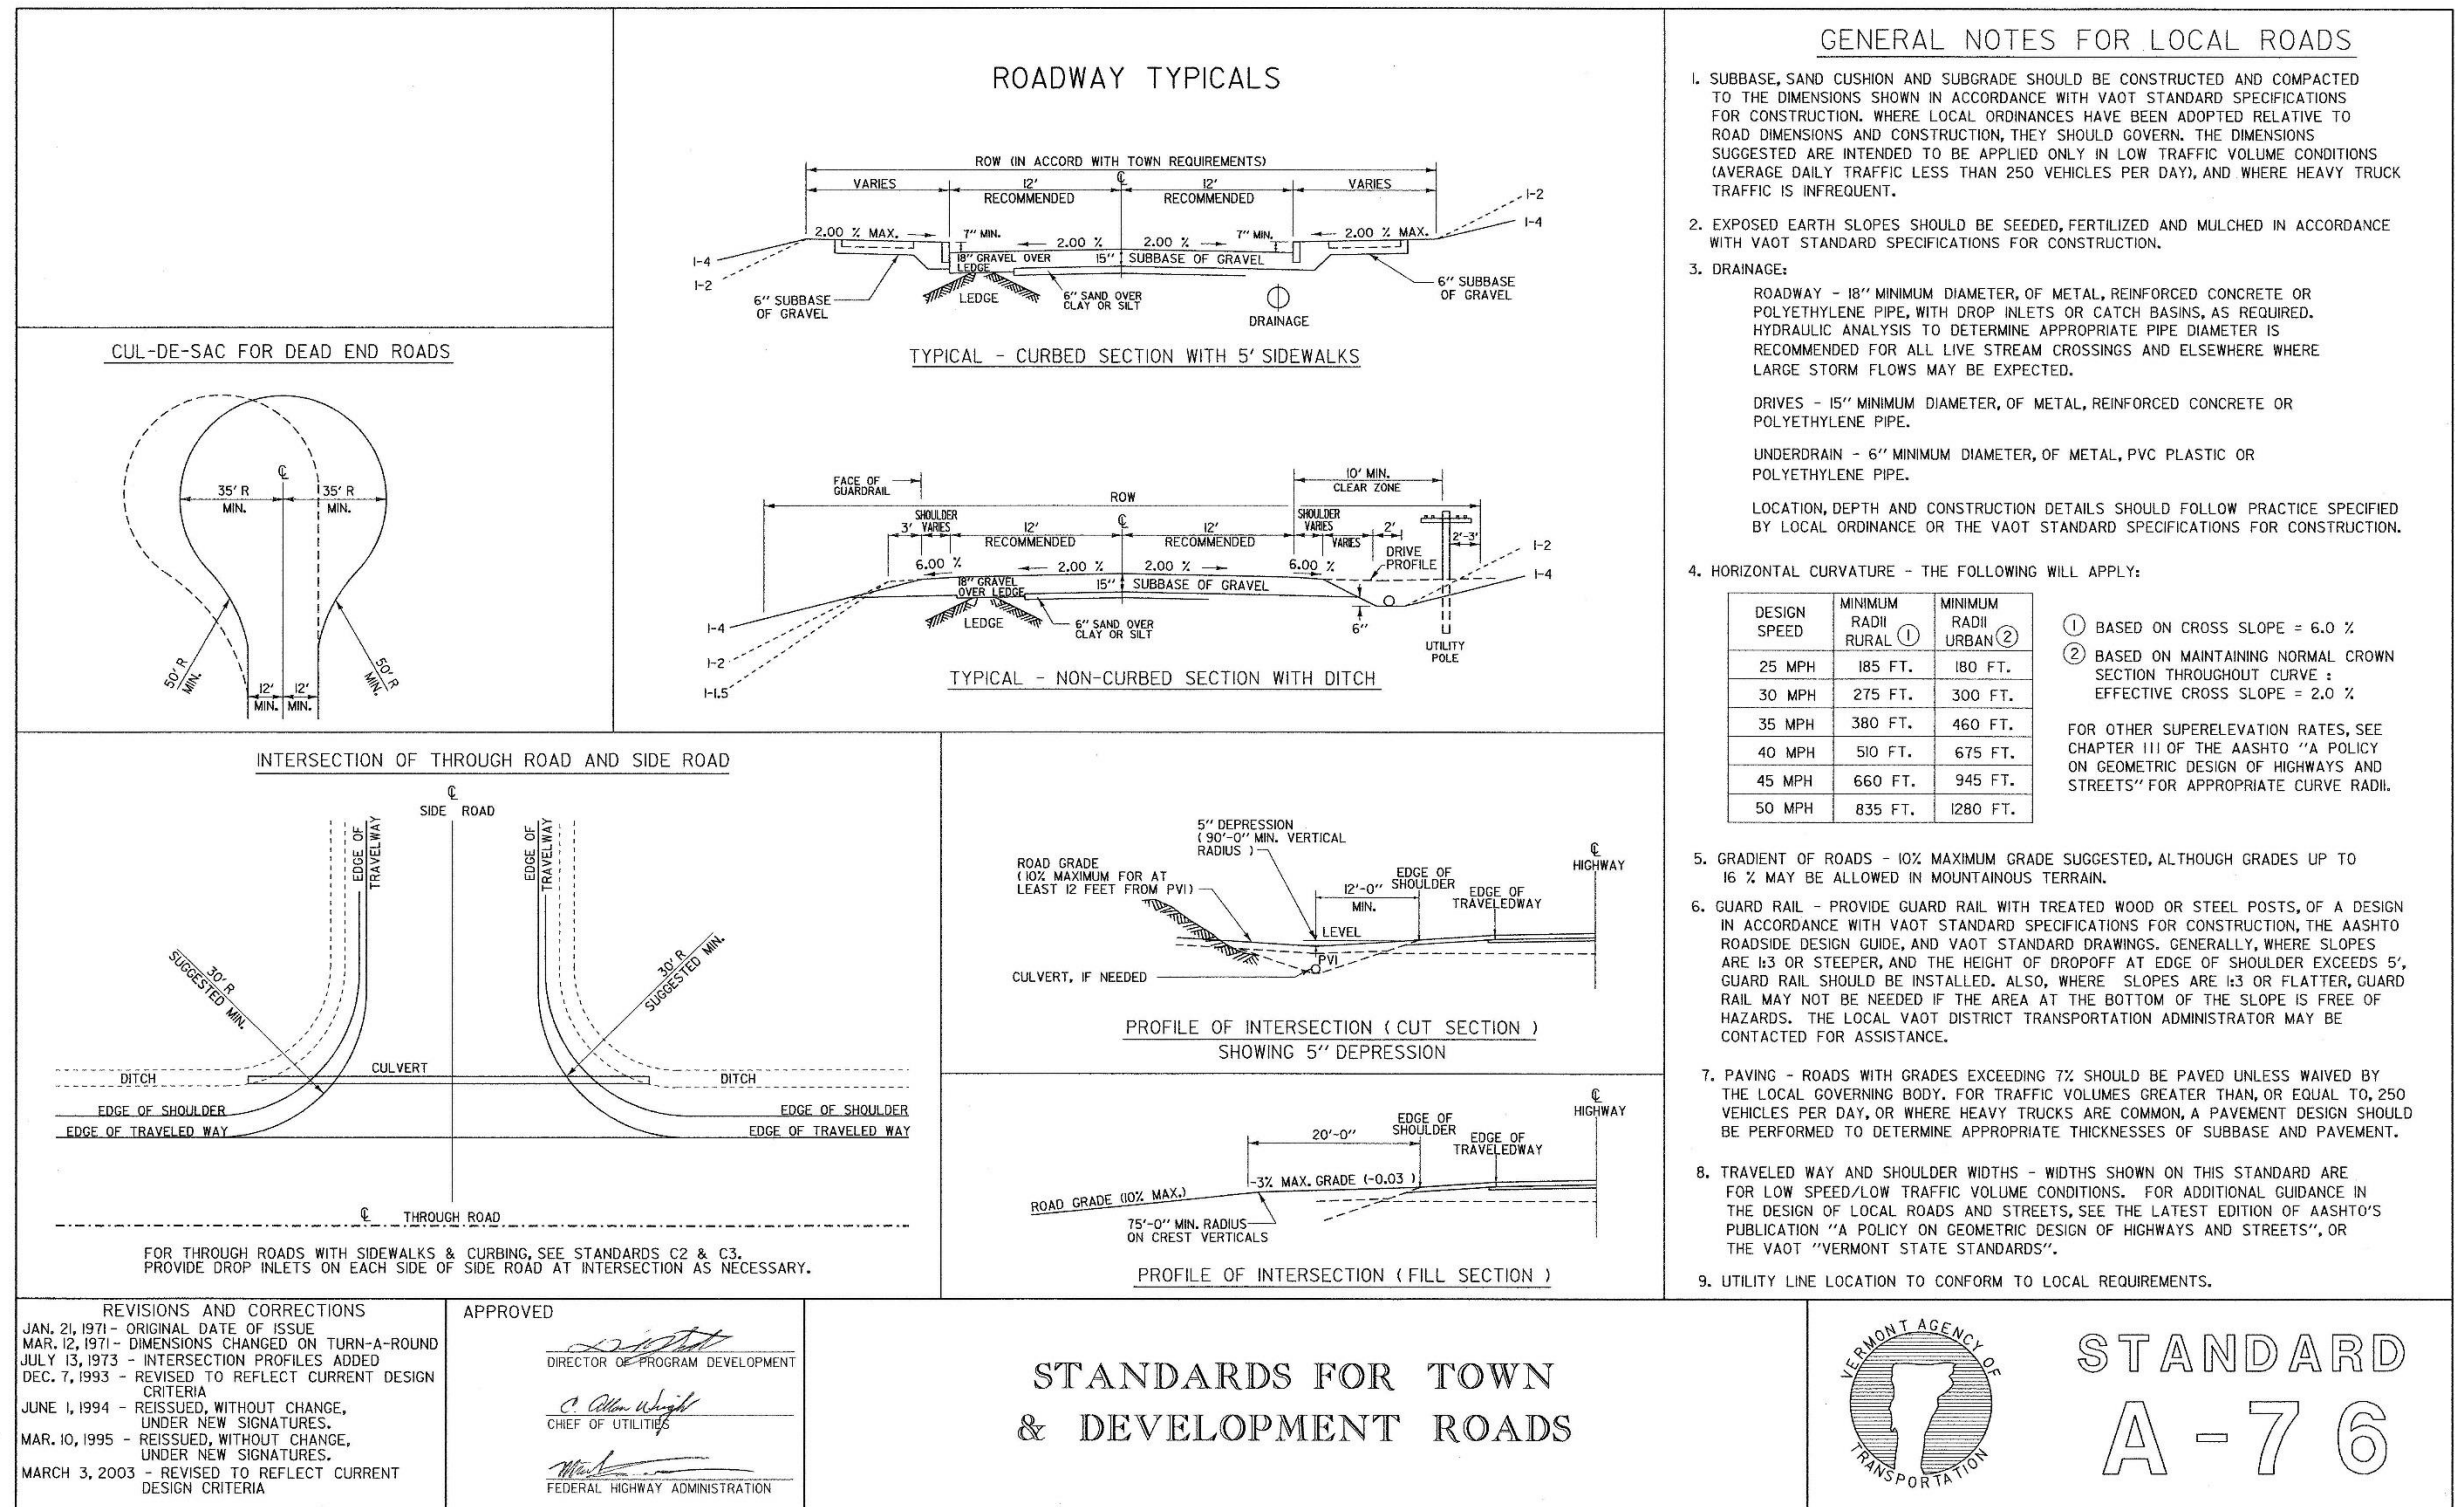 CUL-DE-SAC FOR DEAD END ROADS
℄
35' R
MIN.
35' R
MIN.
50' R
MIN.
50' R
MIN.
12'
MIN.
12'
MIN.
ROADWAY TYPICALS
ROW (IN ACCORD WITH TOWN REQUIREMENTS)
VARIES
12'
RECOMMENDED
℄
12'
RECOMMENDED
VARIES
1-2
1-4
2.00 % MAX.
7" MIN.
2.00 %
2.00 %
7" MIN.
2.00 % MAX.
1-4
1-2
18" GRAVEL OVER
LEDGE
15"
SUBBASE OF GRAVEL
6" SUBBASE
OF GRAVEL
LEDGE
6" SAND OVER
CLAY OR SILT
DRAINAGE
6" SUBBASE
OF GRAVEL
TYPICAL - CURBED SECTION WITH 5' SIDEWALKS
FACE OF
GUARDRAIL
10' MIN.
CLEAR ZONE
ROW
3'
SHOULDER
VARIES
12'
RECOMMENDED
℄
12'
RECOMMENDED
SHOULDER
VARIES
VARIES
2'
2'-3'
DRIVE
PROFILE
1-2
1-4
6.00 %
2.00 %
2.00 %
6.00 %
18" GRAVEL
OVER LEDGE
15"
SUBBASE OF GRAVEL
1-4
1-2
1-1.5
LEDGE
6" SAND OVER
CLAY OR SILT
6"
UTILITY
POLE
TYPICAL - NON-CURBED SECTION WITH DITCH
INTERSECTION OF THROUGH ROAD AND SIDE ROAD
℄
SIDE ROAD
EDGE OF
TRAVELWAY
EDGE OF
TRAVELWAY
30' R
SUGGESTED MIN.
30' R
SUGGESTED MIN.
DITCH
CULVERT
DITCH
EDGE OF SHOULDER
EDGE OF SHOULDER
EDGE OF TRAVELED WAY
EDGE OF TRAVELED WAY
℄ THROUGH ROAD
FOR THROUGH ROADS WITH SIDEWALKS & CURBING, SEE STANDARDS C2 & C3.
PROVIDE DROP INLETS ON EACH SIDE OF SIDE ROAD AT INTERSECTION AS NECESSARY.
5" DEPRESSION
( 90'-0" MIN. VERTICAL
RADIUS )
ROAD GRADE
( 10% MAXIMUM FOR AT
LEAST 12 FEET FROM PVI )
12'-0"
MIN.
EDGE OF
SHOULDER
EDGE OF
TRAVELEDWAY
℄
HIGHWAY
LEVEL
PVI
CULVERT, IF NEEDED
PROFILE OF INTERSECTION ( CUT SECTION )
SHOWING 5" DEPRESSION
℄
HIGHWAY
20'-0"
EDGE OF
SHOULDER
EDGE OF
TRAVELEDWAY
ROAD GRADE (10% MAX.)
-3% MAX. GRADE (-0.03 )
75'-0" MIN. RADIUS
ON CREST VERTICALS
PROFILE OF INTERSECTION ( FILL SECTION )
GENERAL NOTES FOR LOCAL ROADS
1. SUBBASE, SAND CUSHION AND SUBGRADE SHOULD BE CONSTRUCTED AND COMPACTED
TO THE DIMENSIONS SHOWN IN ACCORDANCE WITH VAOT STANDARD SPECIFICATIONS
FOR CONSTRUCTION. WHERE LOCAL ORDINANCES HAVE BEEN ADOPTED RELATIVE TO
ROAD DIMENSIONS AND CONSTRUCTION, THEY SHOULD GOVERN. THE DIMENSIONS
SUGGESTED ARE INTENDED TO BE APPLIED ONLY IN LOW TRAFFIC VOLUME CONDITIONS
(AVERAGE DAILY TRAFFIC LESS THAN 250 VEHICLES PER DAY), AND WHERE HEAVY TRUCK
TRAFFIC IS INFREQUENT.
2. EXPOSED EARTH SLOPES SHOULD BE SEEDED, FERTILIZED AND MULCHED IN ACCORDANCE
WITH VAOT STANDARD SPECIFICATIONS FOR CONSTRUCTION.
3. DRAINAGE:
ROADWAY - 18" MINIMUM DIAMETER, OF METAL, REINFORCED CONCRETE OR
POLYETHYLENE PIPE, WITH DROP INLETS OR CATCH BASINS, AS REQUIRED.
HYDRAULIC ANALYSIS TO DETERMINE APPROPRIATE PIPE DIAMETER IS
RECOMMENDED FOR ALL LIVE STREAM CROSSINGS AND ELSEWHERE WHERE
LARGE STORM FLOWS MAY BE EXPECTED.
DRIVES - 15" MINIMUM DIAMETER, OF METAL, REINFORCED CONCRETE OR
POLYETHYLENE PIPE.
UNDERDRAIN - 6" MINIMUM DIAMETER, OF METAL, PVC PLASTIC OR
POLYETHYLENE PIPE.
LOCATION, DEPTH AND CONSTRUCTION DETAILS SHOULD FOLLOW PRACTICE SPECIFIED
BY LOCAL ORDINANCE OR THE VAOT STANDARD SPECIFICATIONS FOR CONSTRUCTION.
4. HORIZONTAL CURVATURE - THE FOLLOWING WILL APPLY:
DESIGN SPEED MINIMUM RADII RURAL ① MINIMUM RADII URBAN ②
25 MPH 185 FT. 180 FT.
30 MPH 275 FT. 300 FT.
35 MPH 380 FT. 460 FT.
40 MPH 510 FT. 675 FT.
45 MPH 660 FT. 945 FT.
50 MPH 835 FT. 1280 FT.
① BASED ON CROSS SLOPE = 6.0 %
② BASED ON MAINTAINING NORMAL CROWN
SECTION THROUGHOUT CURVE :
EFFECTIVE CROSS SLOPE = 2.0 %
FOR OTHER SUPERELEVATION RATES, SEE
CHAPTER III OF THE AASHTO "A POLICY
ON GEOMETRIC DESIGN OF HIGHWAYS AND
STREETS" FOR APPROPRIATE CURVE RADII.
5. GRADIENT OF ROADS - 10% MAXIMUM GRADE SUGGESTED, ALTHOUGH GRADES UP TO
16 % MAY BE ALLOWED IN MOUNTAINOUS TERRAIN.
6. GUARD RAIL - PROVIDE GUARD RAIL WITH TREATED WOOD OR STEEL POSTS, OF A DESIGN
IN ACCORDANCE WITH VAOT STANDARD SPECIFICATIONS FOR CONSTRUCTION, THE AASHTO
ROADSIDE DESIGN GUIDE, AND VAOT STANDARD DRAWINGS. GENERALLY, WHERE SLOPES
ARE 1:3 OR STEEPER, AND THE HEIGHT OF DROPOFF AT EDGE OF SHOULDER EXCEEDS 5',
GUARD RAIL SHOULD BE INSTALLED. ALSO, WHERE SLOPES ARE 1:3 OR FLATTER, GUARD
RAIL MAY NOT BE NEEDED IF THE AREA AT THE BOTTOM OF THE SLOPE IS FREE OF
HAZARDS. THE LOCAL VAOT DISTRICT TRANSPORTATION ADMINISTRATOR MAY BE
CONTACTED FOR ASSISTANCE.
7. PAVING - ROADS WITH GRADES EXCEEDING 7% SHOULD BE PAVED UNLESS WAIVED BY
THE LOCAL GOVERNING BODY. FOR TRAFFIC VOLUMES GREATER THAN, OR EQUAL TO, 250
VEHICLES PER DAY, OR WHERE HEAVY TRUCKS ARE COMMON, A PAVEMENT DESIGN SHOULD
BE PERFORMED TO DETERMINE APPROPRIATE THICKNESSES OF SUBBASE AND PAVEMENT.
8. TRAVELED WAY AND SHOULDER WIDTHS - WIDTHS SHOWN ON THIS STANDARD ARE
FOR LOW SPEED/LOW TRAFFIC VOLUME CONDITIONS. FOR ADDITIONAL GUIDANCE IN
THE DESIGN OF LOCAL ROADS AND STREETS, SEE THE LATEST EDITION OF AASHTO'S
PUBLICATION "A POLICY ON GEOMETRIC DESIGN OF HIGHWAYS AND STREETS", OR
THE VAOT "VERMONT STATE STANDARDS".
9. UTILITY LINE LOCATION TO CONFORM TO LOCAL REQUIREMENTS.
REVISIONS AND CORRECTIONS
JAN. 21, 1971 - ORIGINAL DATE OF ISSUE
MAR. 12, 1971 - DIMENSIONS CHANGED ON TURN-A-ROUND
JULY 13, 1973 - INTERSECTION PROFILES ADDED
DEC. 7, 1993 - REVISED TO REFLECT CURRENT DESIGN
CRITERIA
JUNE 1, 1994 - REISSUED, WITHOUT CHANGE,
UNDER NEW SIGNATURES.
MAR. 10, 1995 - REISSUED, WITHOUT CHANGE,
UNDER NEW SIGNATURES.
MARCH 3, 2003 - REVISED TO REFLECT CURRENT
DESIGN CRITERIA
APPROVED
DIRECTOR OF PROGRAM DEVELOPMENT
C. Allan Wright
CHIEF OF UTILITIES
FEDERAL HIGHWAY ADMINISTRATION
STANDARDS FOR TOWN
& DEVELOPMENT ROADS
VERMONT AGENCY OF
TRANSPORTATION
STANDARD
A-76